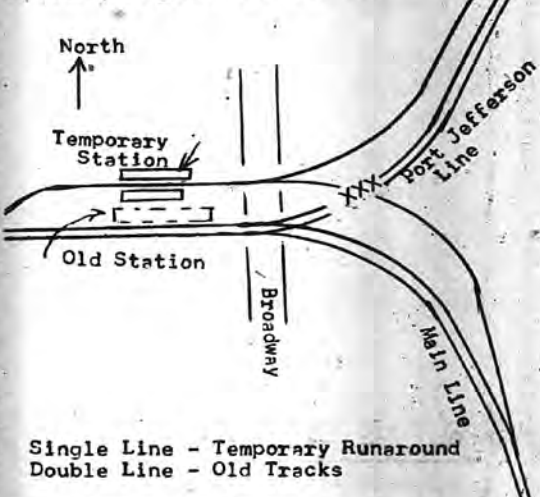 North
Temporary
Station
Port Jefferson
Line
XXX
Old Station
Broadway
Main Line
Single Line - Temporary Runaround
Double Line - Old Tracks